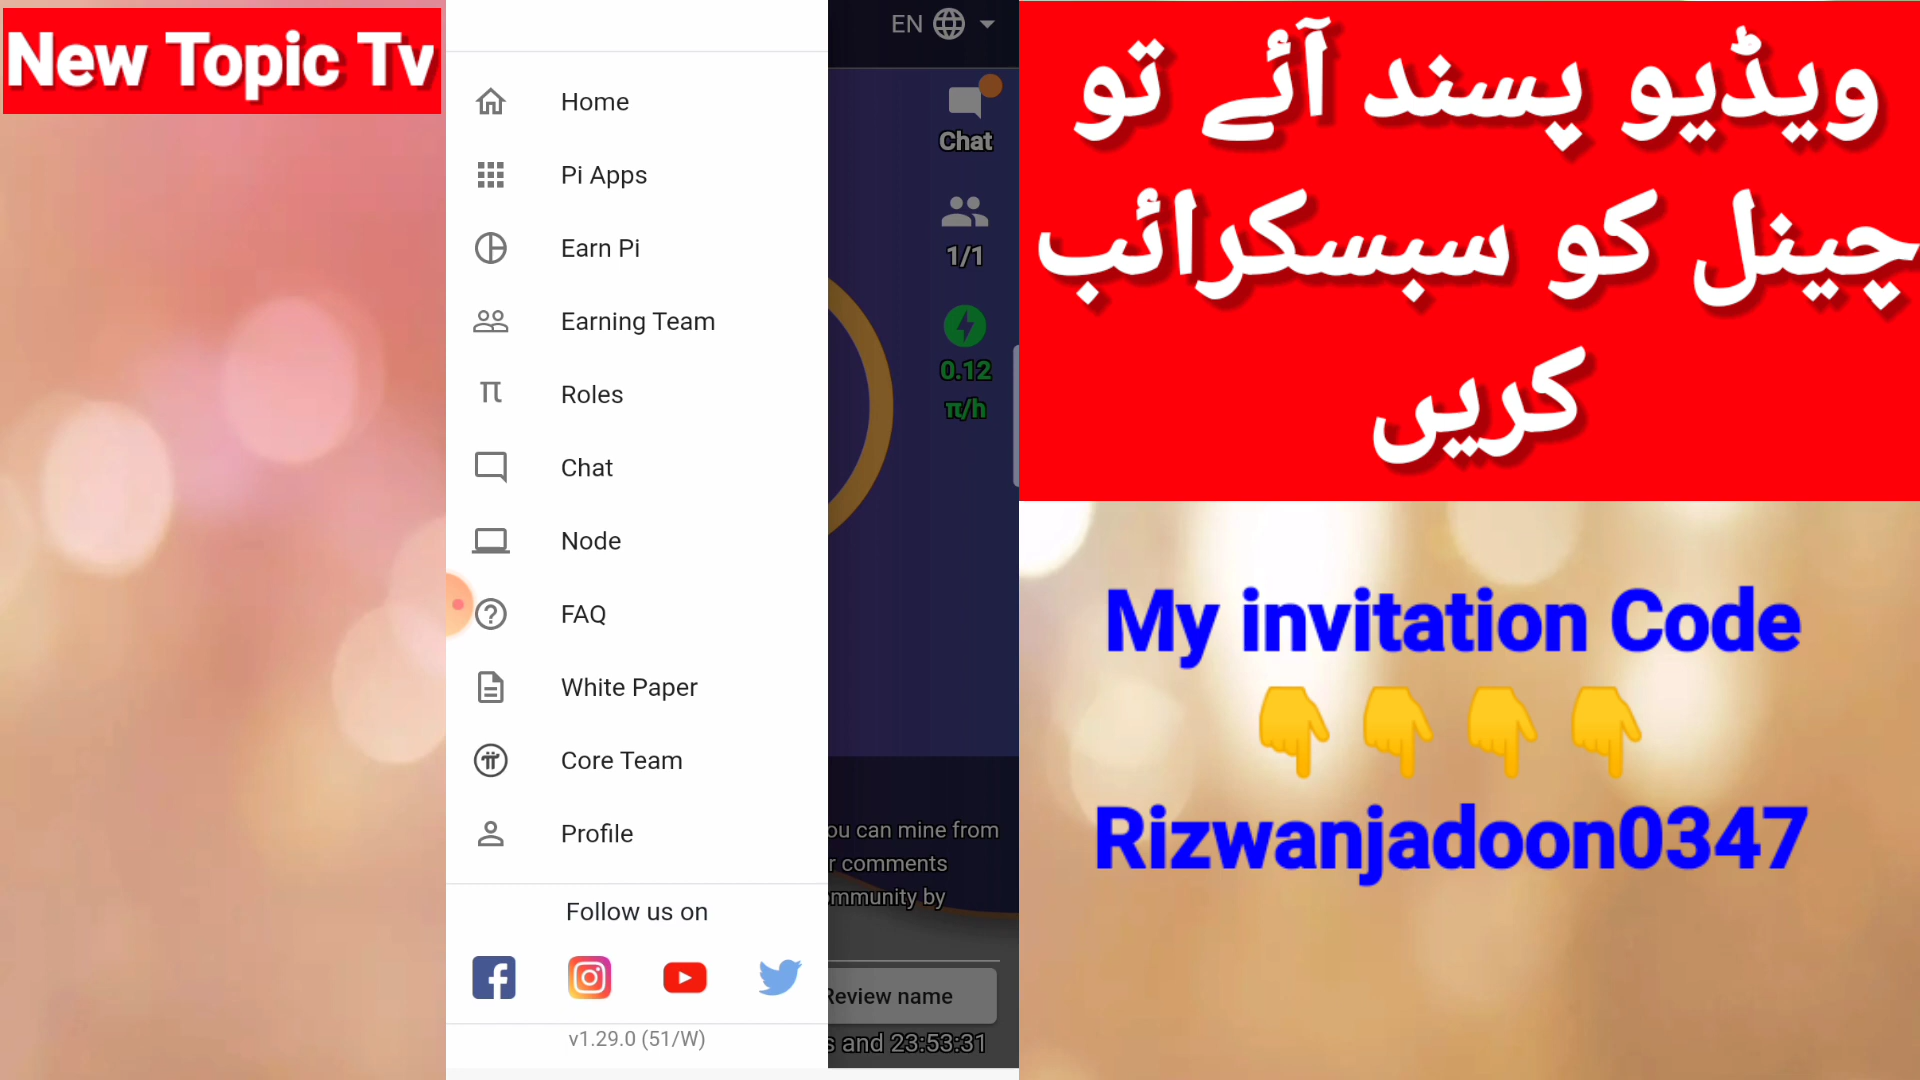 New Topic Tv
Home
Pi Apps
Earn Pi
Earning Team
Roles
Chat
Node
FAQ
White Paper
Core Team
Profile
Follow us on
v1.29.0 (51/W)
EN
Chat
1/1
0.12
π/h
ou can mine from
r comments
mmunity by
Review name
s and 23:53:31
ویڈیو پسند آئے تو
چینل کو سبسکرائب
کریں
My invitation Code
👇👇👇👇
Rizwanjadoon0347